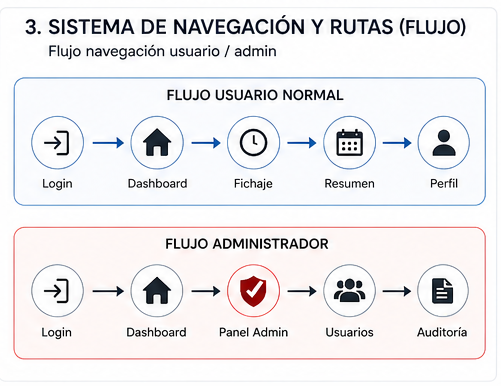 3. SISTEMA DE NAVEGACIÓN Y RUTAS (FLUJO)
Flujo navegación usuario / admin
FLUJO USUARIO NORMAL
Login
Dashboard
Fichaje
Resumen
Perfil
FLUJO ADMINISTRADOR
Login
Dashboard
Panel Admin
Usuarios
Auditoría